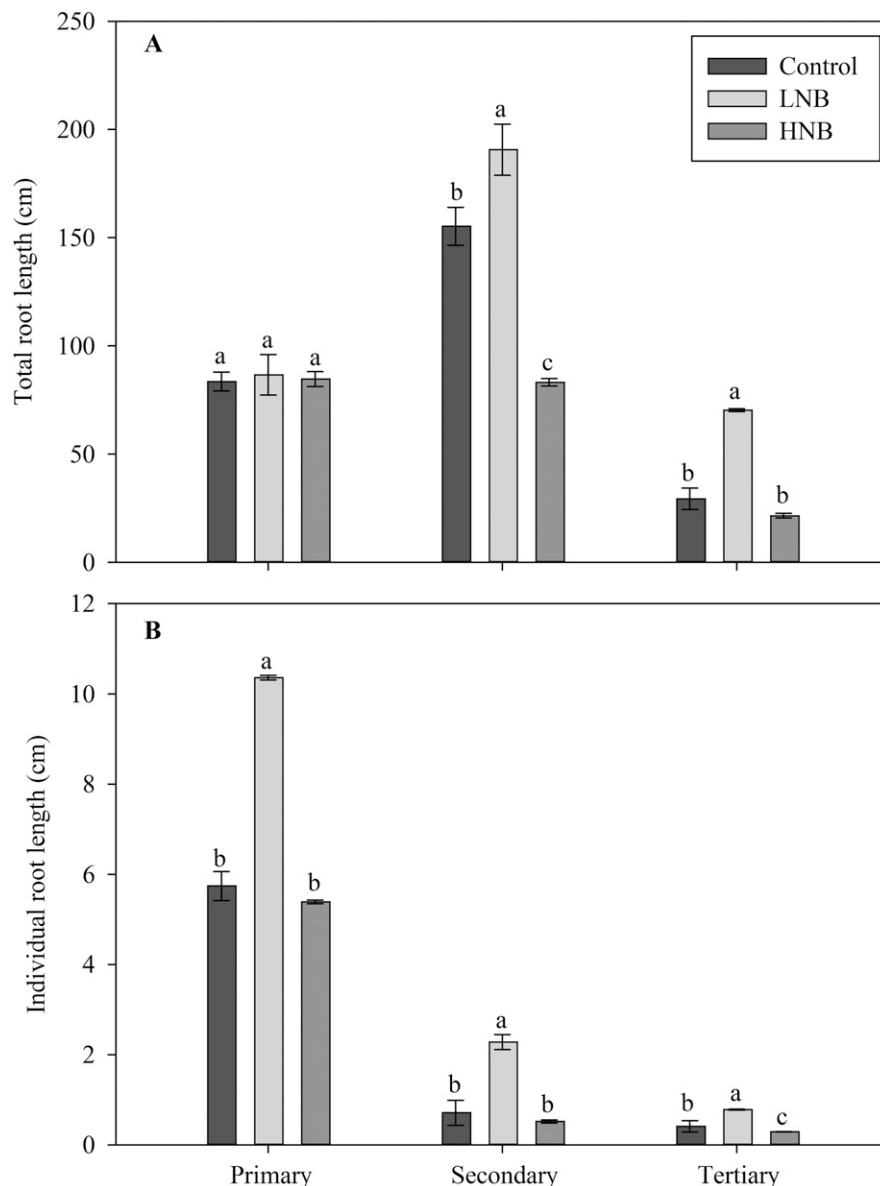 A
Control
LNB
HNB
Total root length (cm)
250
200
150
100
50
0
a
a
a
b
a
c
b
a
b
B
Individual root length (cm)
12
10
8
6
4
2
0
b
a
b
b
a
b
b
a
c
Primary
Secondary
Tertiary